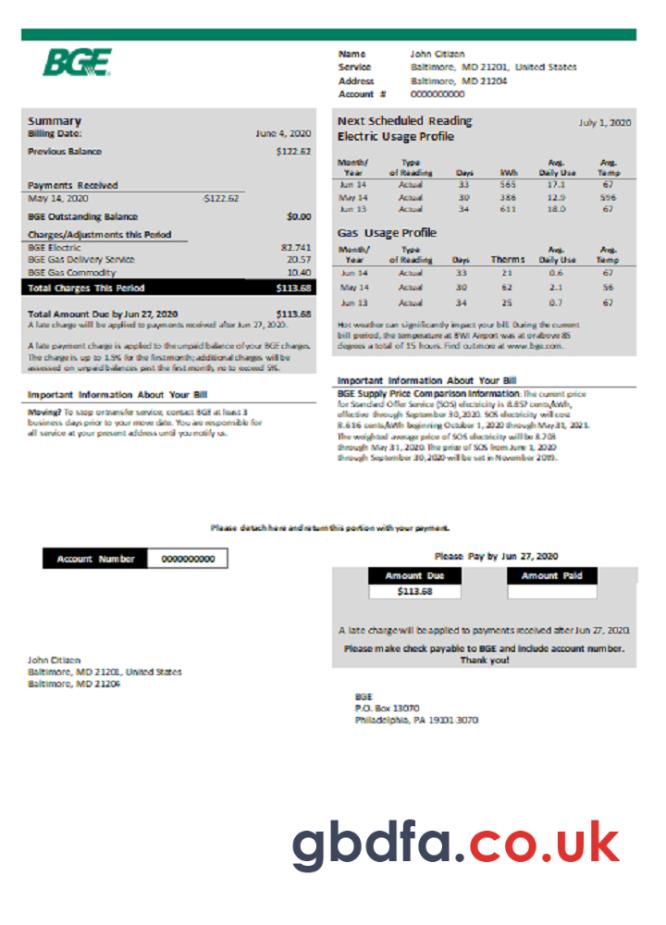 BGE
Name John Citizen
Service Baltimore, MD 21201, United States
Address Baltimore, MD 21204
Account # 0000000000
Summary
Billing Date: June 4, 2020
Previous Balance $122.62
Payments Received
May 14, 2020 -$122.62
BGE Outstanding Balance $0.00
Charges/Adjustments this Period
BGE Electric 82.741
BGE Gas Delivery Service 20.57
BGE Gas Commodity 10.40
Total Charges This Period $113.68
Total Amount Due by Jun 27, 2020 $113.68
A late charge will be applied to payments received after Jun 27, 2020.
A late payment charge is applied to the unpaid balance of your BGE charges.
The charge is up to 1.5% for the first month; additional charges will be
assessed on unpaid balances past the first month, no to exceed 5%.
Important Information About Your Bill
Moving? To stop or transfer service, contact BGE at least 3
business days prior to your move date. You are responsible for
all service at your present address until you notify us.
Next Scheduled Reading July 1, 2020
Electric Usage Profile
Month/ Type Avg. Avg.
Year of Reading Days kWh Daily Use Temp
Jun 14 Actual 33 565 17.1 67
May 14 Actual 30 386 12.9 596
Jun 13 Actual 34 611 18.0 67
Gas Usage Profile
Month/ Type Avg. Avg.
Year of Reading Days Therms Daily Use Temp
Jun 14 Actual 33 21 0.6 67
May 14 Actual 30 62 2.1 56
Jun 13 Actual 34 25 0.7 67
Hot weather can significantly impact your bill. During the current
bill period, the temperature at BWI Airport was at or above 85
degrees a total of 15 hours. Find out more at www.bge.com.
Important Information About Your Bill
BGE Supply Price Comparison Information: The current price
for Standard Offer Service (SOS) electricity is 8.857 cents/kWh,
effective through September 30, 2020. SOS electricity will cost
8.616 cents/kWh beginning October 1, 2020 through May 31, 2021.
The weighted average price of SOS electricity will be 8.708
through May 31, 2020. The price of SOS from June 1, 2020
through September 30, 2020 will be set in November 2019.
Please detach here and return this portion with your payment.
Account Number 0000000000
Please Pay by Jun 27, 2020
Amount Due Amount Paid
$113.68
A late charge will be applied to payments received after Jun 27, 2020.
Please make check payable to BGE and include account number.
Thank you!
John Citizen
Baltimore, MD 21201, United States
Baltimore, MD 21204
BGE
P.O. Box 13070
Philadelphia, PA 19101-3070
gbdfa.co.uk